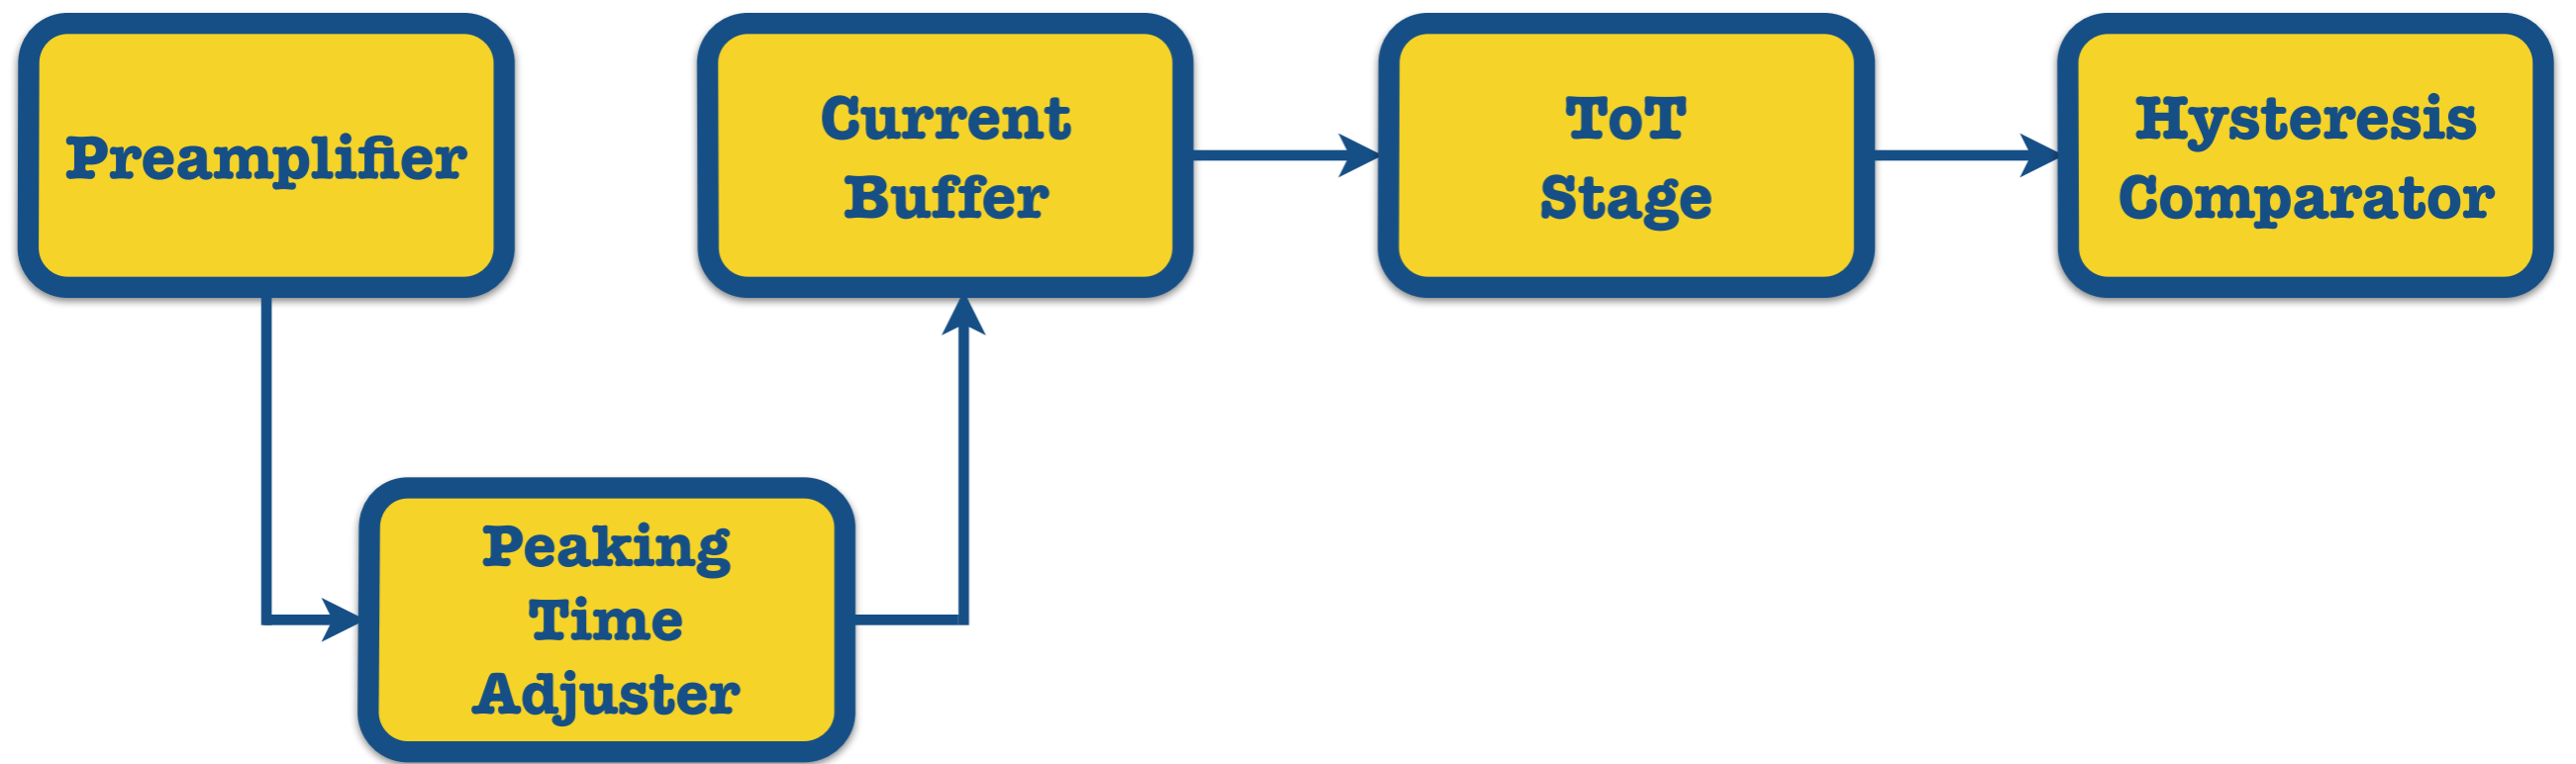 Preamplifier
Current
Buffer
ToT
Stage
Hysteresis
Comparator
Peaking
Time
Adjuster